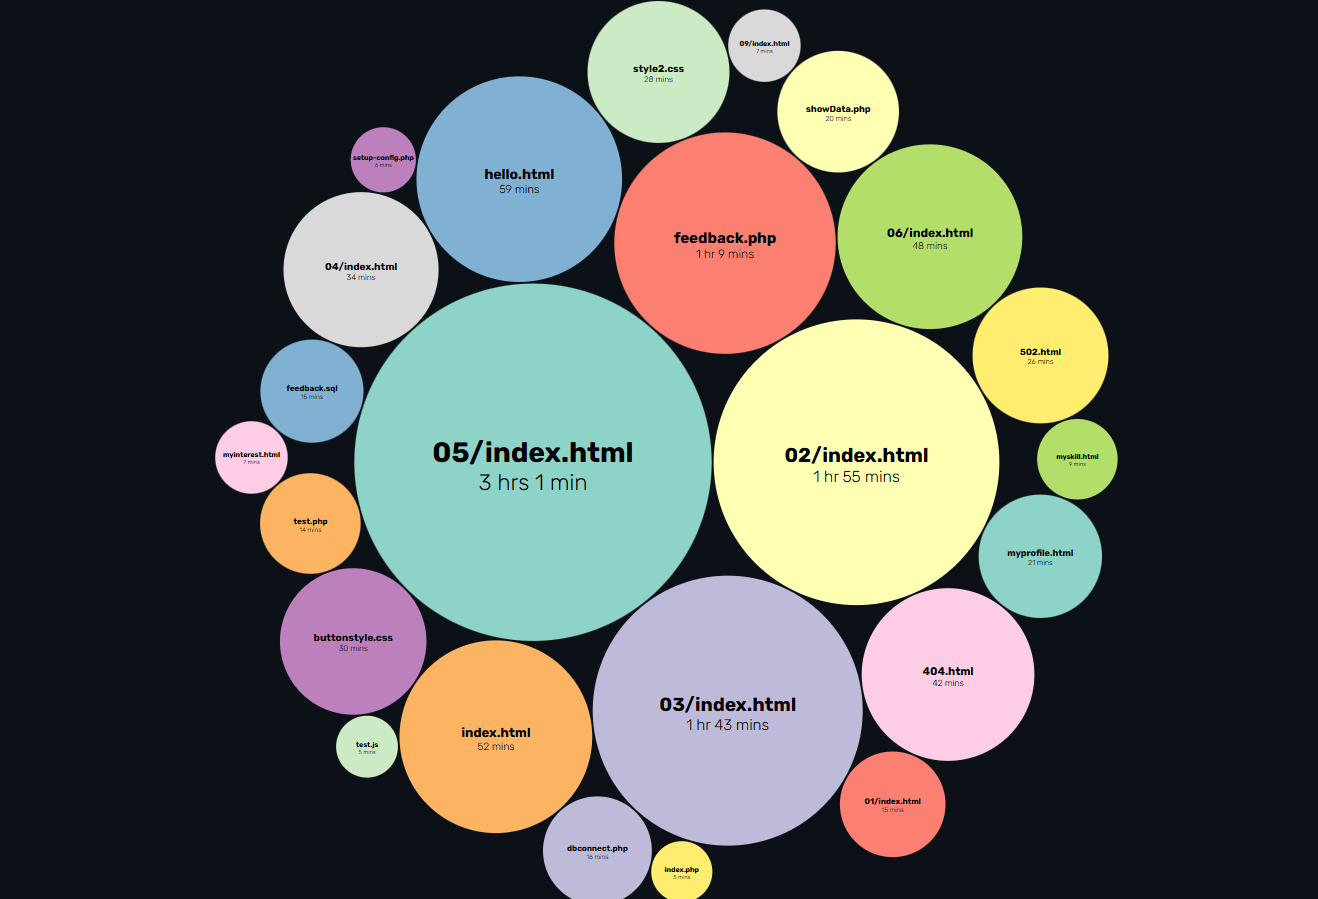 09/index.html
7 mins
style2.css
28 mins
showData.php
20 mins
setup-config.php
6 mins
hello.html
59 mins
feedback.php
1 hr 9 mins
06/index.html
48 mins
04/index.html
34 mins
502.html
26 mins
feedback.sql
15 mins
myinterest.html
7 mins
05/index.html
3 hrs 1 min
02/index.html
1 hr 55 mins
myskill.html
9 mins
test.php
14 mins
myprofile.html
21 mins
buttonstyle.css
30 mins
404.html
42 mins
03/index.html
1 hr 43 mins
index.html
52 mins
test.js
5 mins
01/index.html
15 mins
dbconnect.php
16 mins
index.php
5 mins